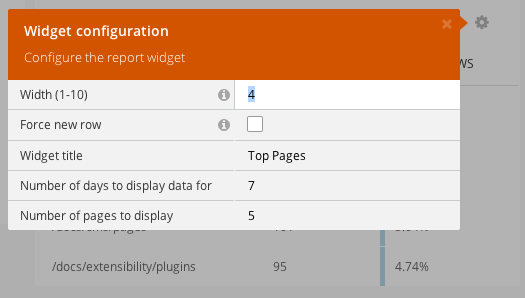 Widget configuration
Configure the report widget
WS
Width (1-10) 4
Force new row
Widget title Top Pages
Number of days to display data for 7
Number of pages to display 5
/docs/extensibility/plugins 95 4.74%